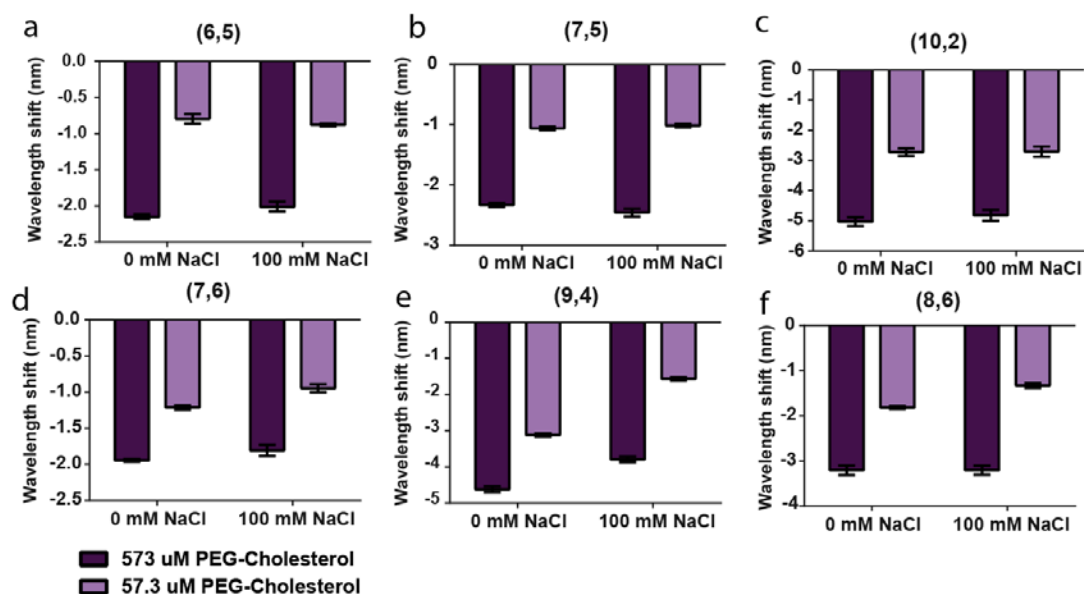 a
(6,5)
Wavelength shift (nm)
0.0
-0.5
-1.0
-1.5
-2.0
-2.5
0 mM NaCl
100 mM NaCl
b
(7,5)
Wavelength shift (nm)
0
-1
-2
-3
0 mM NaCl
100 mM NaCl
c
(10,2)
Wavelength shift (nm)
0
-1
-2
-3
-4
-5
-6
0 mM NaCl
100 mM NaCl
d
(7,6)
Wavelength shift (nm)
0.0
-0.5
-1.0
-1.5
-2.0
-2.5
0 mM NaCl
100 mM NaCl
e
(9,4)
Wavelength shift (nm)
0
-1
-2
-3
-4
-5
0 mM NaCl
100 mM NaCl
f
(8,6)
Wavelength shift (nm)
0
-1
-2
-3
-4
0 mM NaCl
100 mM NaCl
573 uM PEG-Cholesterol
57.3 uM PEG-Cholesterol